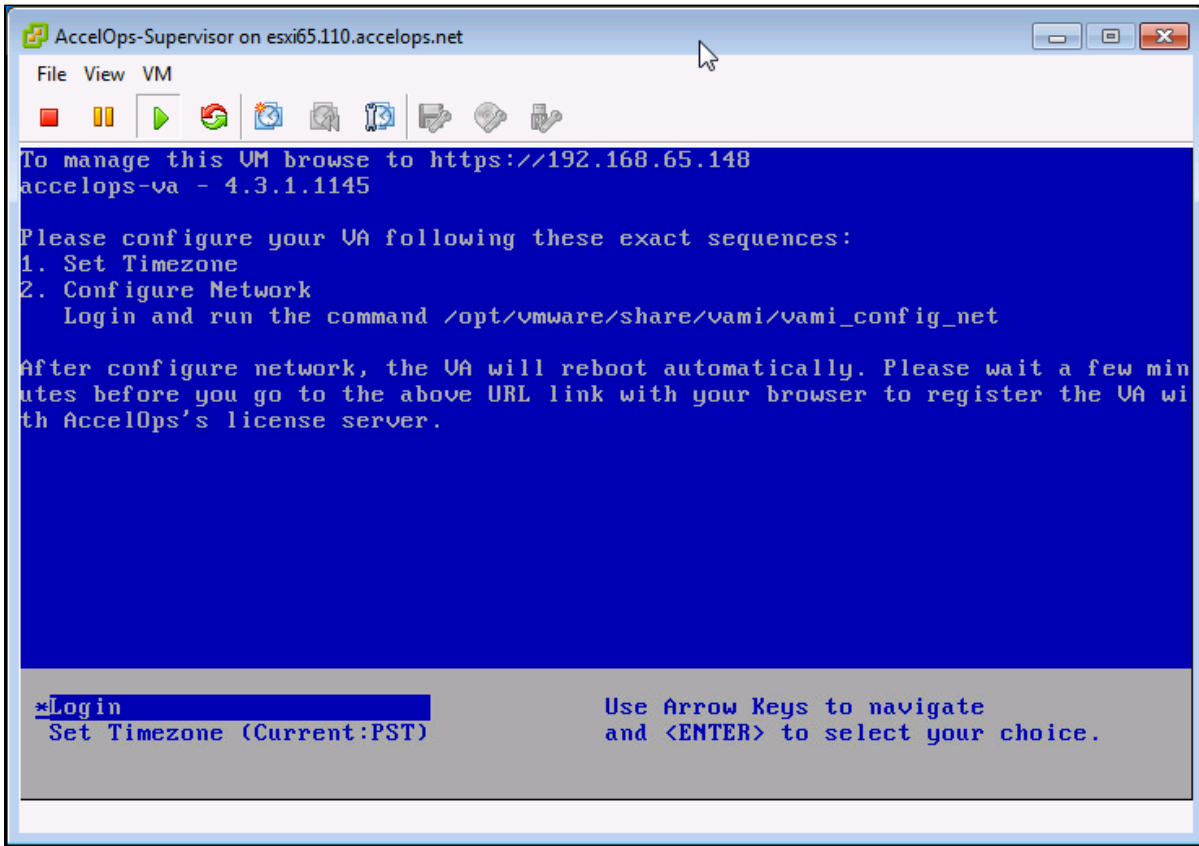 AccelOps-Supervisor on esxi65.110.accelops.net
File View VM
To manage this VM browse to https://192.168.65.148
accelops-va - 4.3.1.1145
Please configure your VA following these exact sequences:
1. Set Timezone
2. Configure Network
Login and run the command /opt/vmware/share/vami/vami_config_net
After configure network, the VA will reboot automatically. Please wait a few min
utes before you go to the above URL link with your browser to register the VA wi
th AccelOps's license server.
*Login
Use Arrow Keys to navigate
Set Timezone (Current:PST)
and <ENTER> to select your choice.